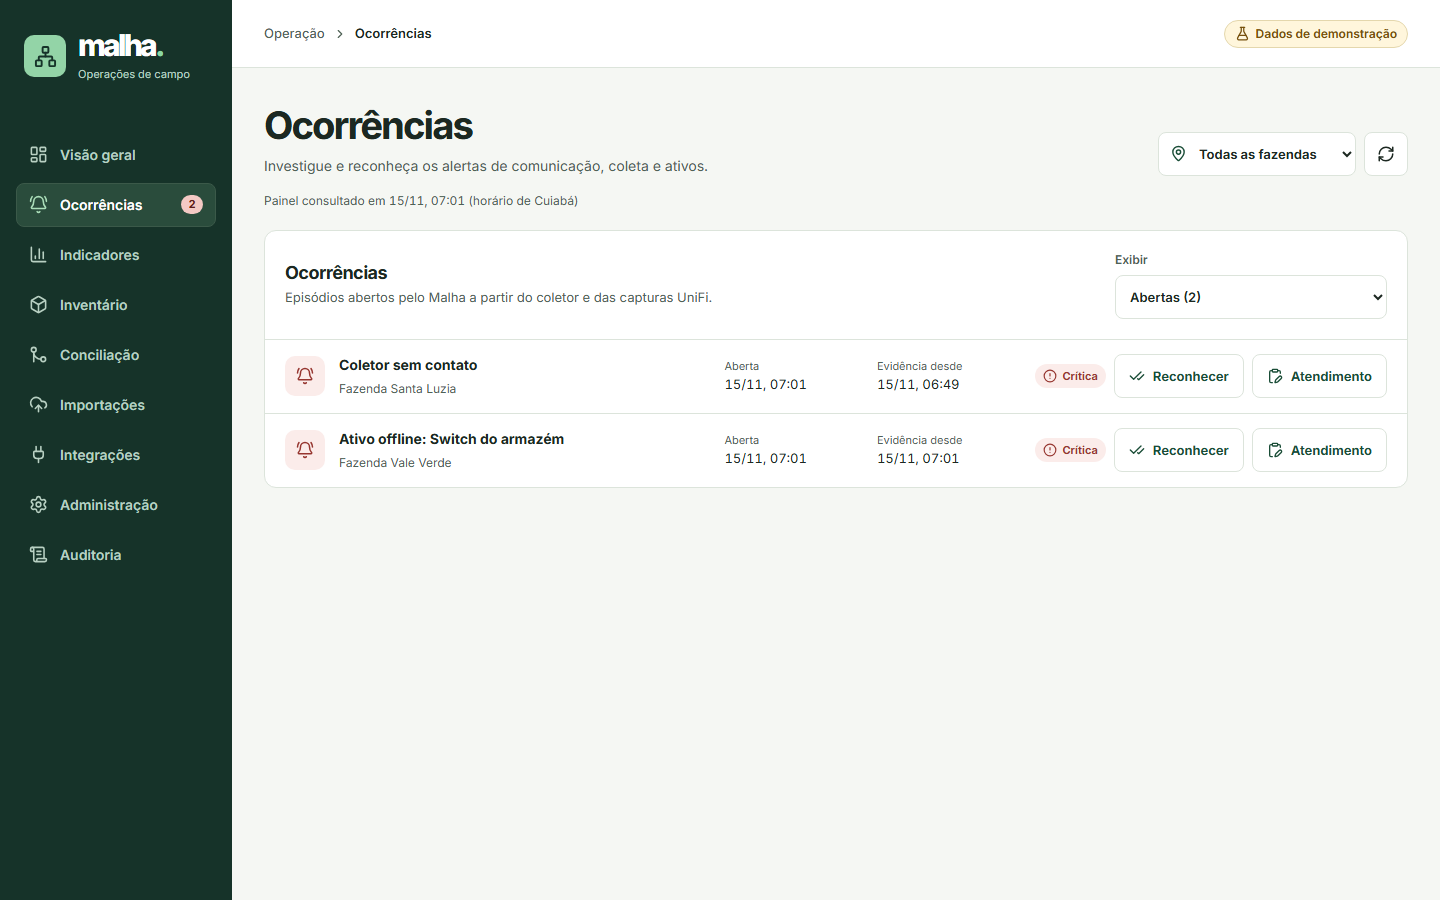 malha.
Operações de campo
Visão geral
Ocorrências 2
Indicadores
Inventário
Conciliação
Importações
Integrações
Administração
Auditoria
Operação > Ocorrências
Dados de demonstração
Ocorrências
Investigue e reconheça os alertas de comunicação, coleta e ativos.
Painel consultado em 15/11, 07:01 (horário de Cuiabá)
Todas as fazendas
Ocorrências
Episódios abertos pelo Malha a partir do coletor e das capturas UniFi.
Exibir
Abertas (2)
Coletor sem contato
Fazenda Santa Luzia
Aberta
15/11, 07:01
Evidência desde
15/11, 06:49
Crítica
Reconhecer
Atendimento
Ativo offline: Switch do armazém
Fazenda Vale Verde
Aberta
15/11, 07:01
Evidência desde
15/11, 07:01
Crítica
Reconhecer
Atendimento